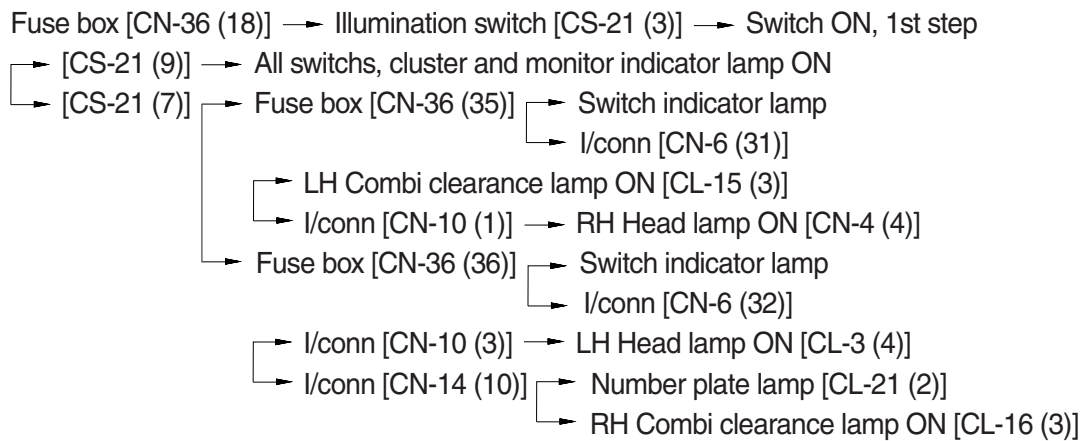 Fuse box [CN-36 (18)] → Illumination switch [CS-21 (3)] → Switch ON, 1st step
[CS-21 (9)] → All switchs, cluster and monitor indicator lamp ON
[CS-21 (7)] → Fuse box [CN-36 (35)] → Switch indicator lamp
I/conn [CN-6 (31)]
LH Combi clearance lamp ON [CL-15 (3)]
I/conn [CN-10 (1)] → RH Head lamp ON [CN-4 (4)]
Fuse box [CN-36 (36)] → Switch indicator lamp
I/conn [CN-6 (32)]
I/conn [CN-10 (3)] → LH Head lamp ON [CL-3 (4)]
I/conn [CN-14 (10)] → Number plate lamp [CL-21 (2)]
RH Combi clearance lamp ON [CL-16 (3)]